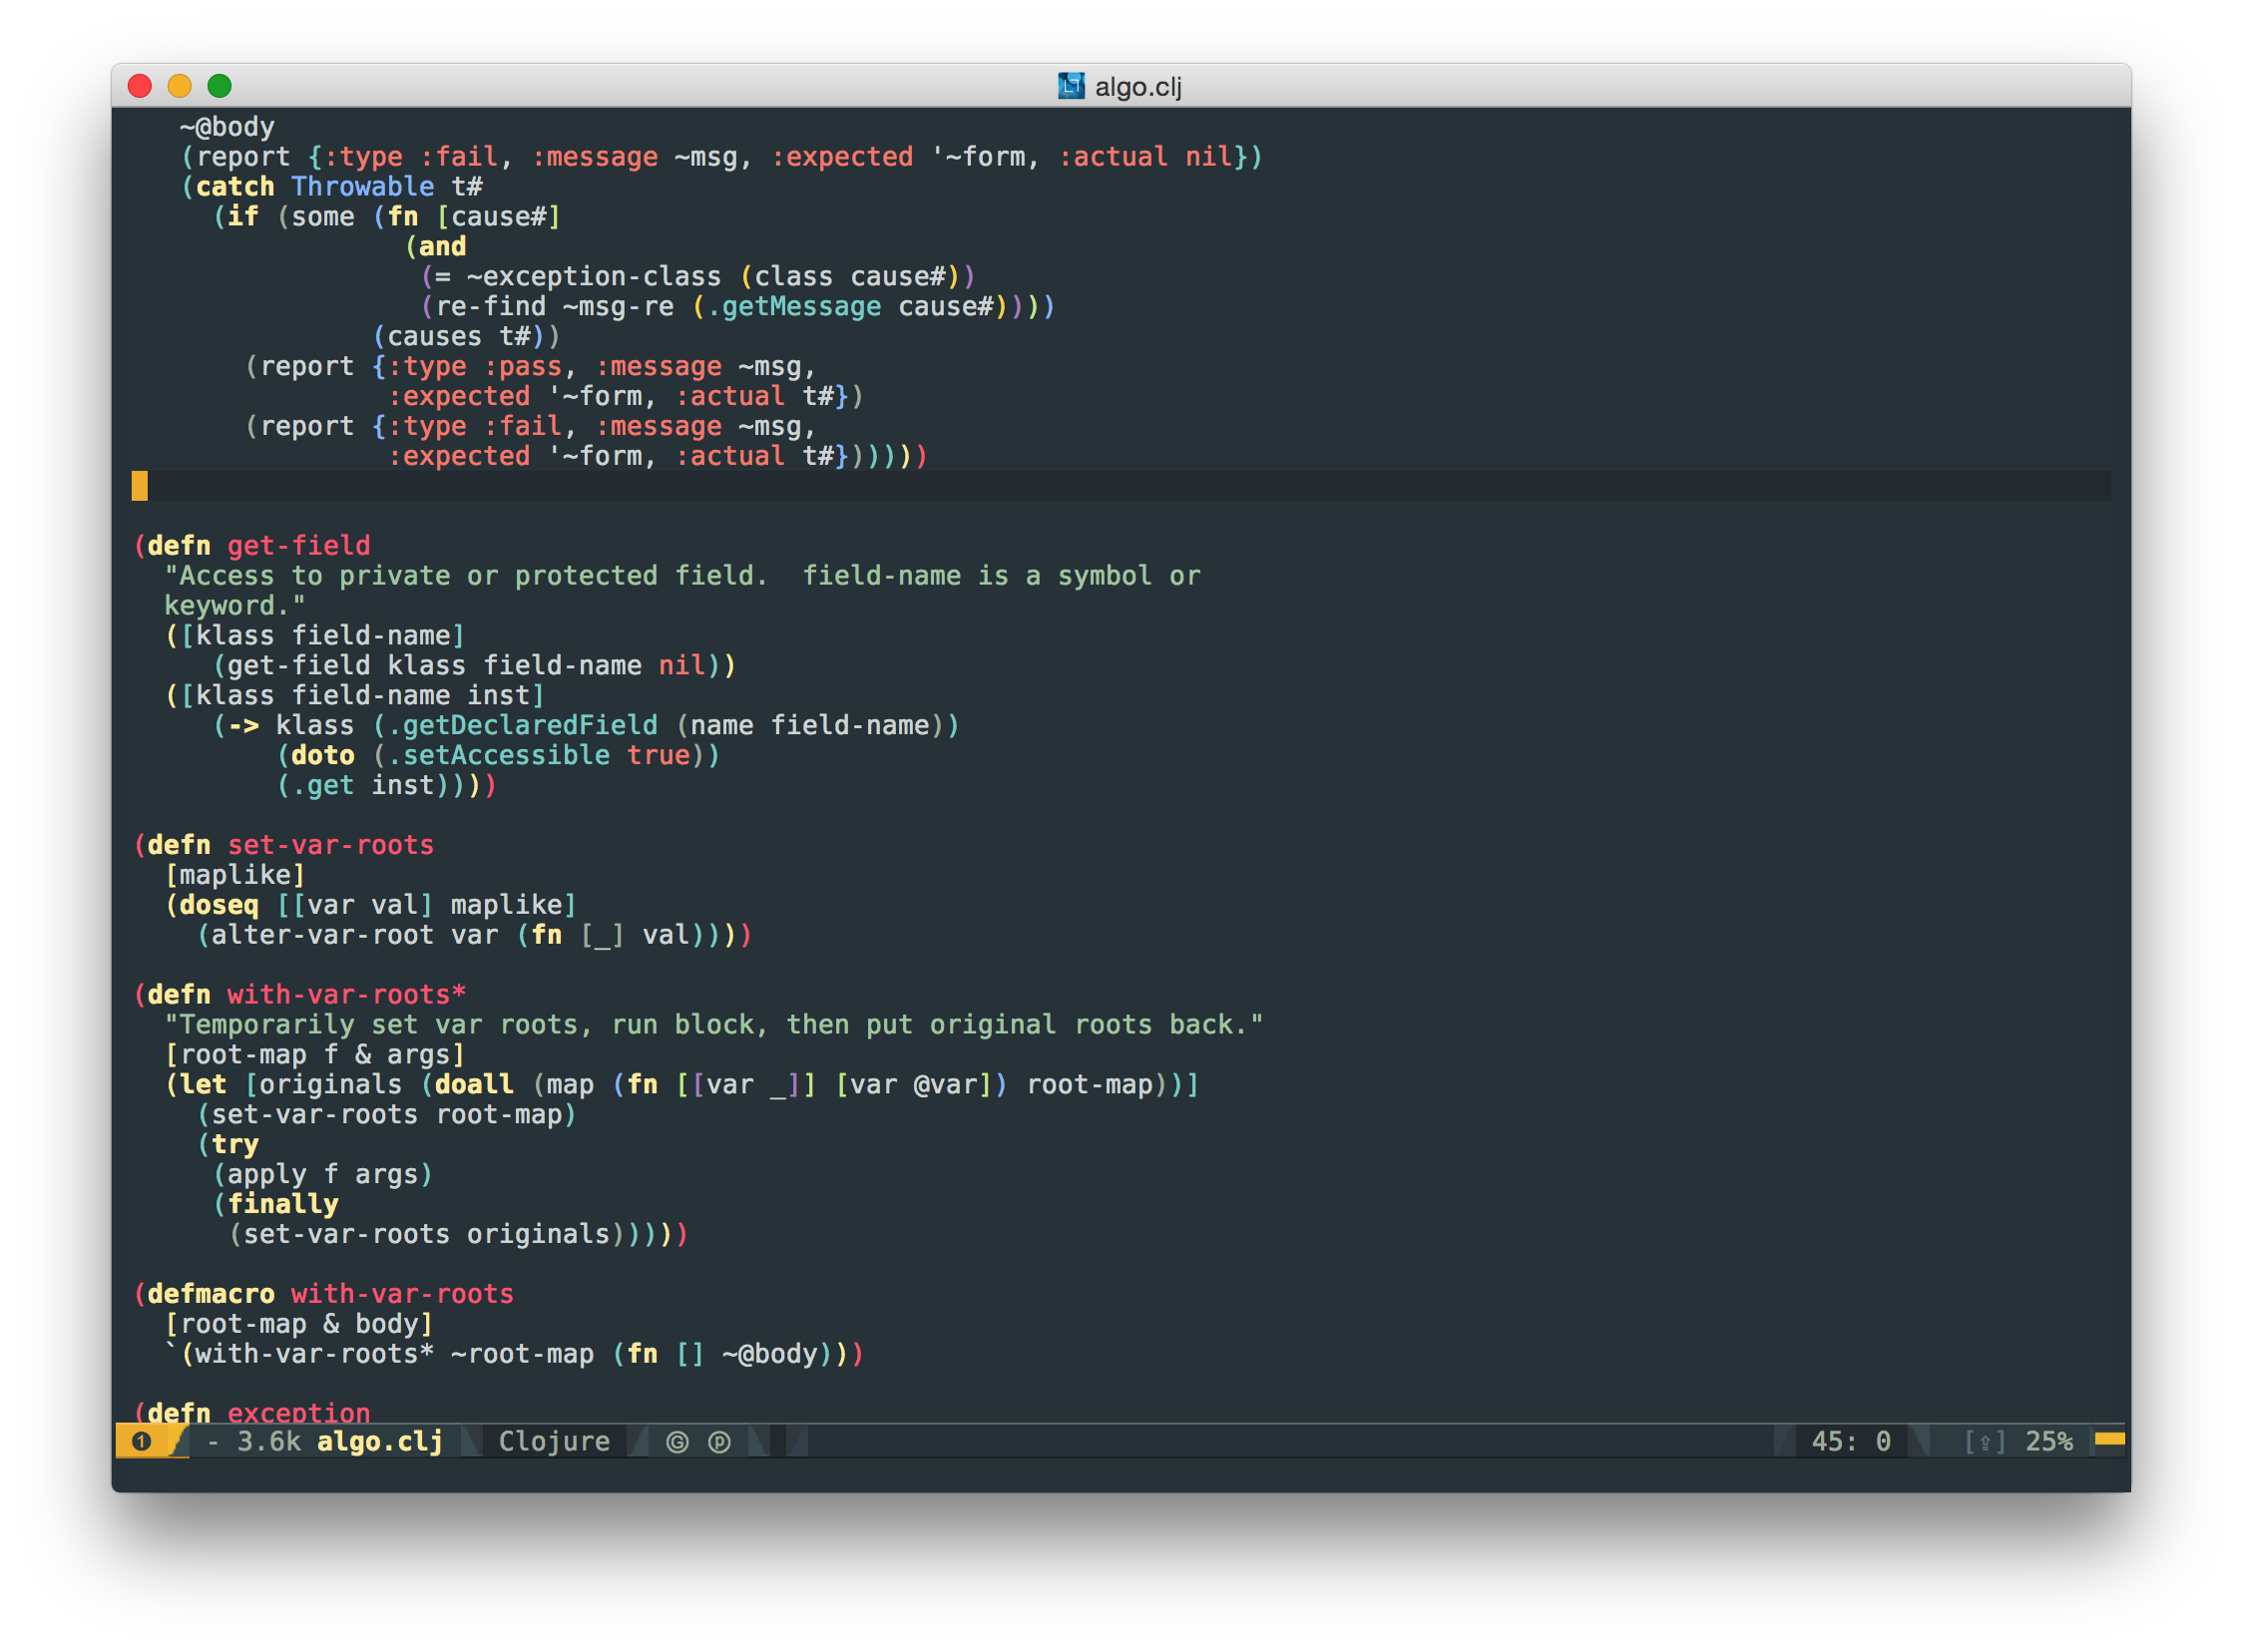 algo.clj
    ~@body
    (report {:type :fail, :message ~msg, :expected '~form, :actual nil})
    (catch Throwable t#
      (if (some (fn [cause#]
                  (and
                   (= ~exception-class (class cause#))
                   (re-find ~msg-re (.getMessage cause#))))
                (causes t#))
        (report {:type :pass, :message ~msg,
                 :expected '~form, :actual t#})
        (report {:type :fail, :message ~msg,
                 :expected '~form, :actual t#})))))
(defn get-field
  "Access to private or protected field.  field-name is a symbol or
  keyword."
  ([klass field-name]
     (get-field klass field-name nil))
  ([klass field-name inst]
     (-> klass (.getDeclaredField (name field-name))
         (doto (.setAccessible true))
         (.get inst))))
(defn set-var-roots
  [maplike]
  (doseq [[var val] maplike]
    (alter-var-root var (fn [_] val))))
(defn with-var-roots*
  "Temporarily set var roots, run block, then put original roots back."
  [root-map f & args]
  (let [originals (doall (map (fn [[var _]] [var @var]) root-map))]
    (set-var-roots root-map)
    (try
     (apply f args)
     (finally
      (set-var-roots originals)))))
(defmacro with-var-roots
  [root-map & body]
  `(with-var-roots* ~root-map (fn [] ~@body)))
(defn exception
❶ - 3.6k algo.clj Clojure Ⓖ ⓟ 45: 0 [⇪] 25%